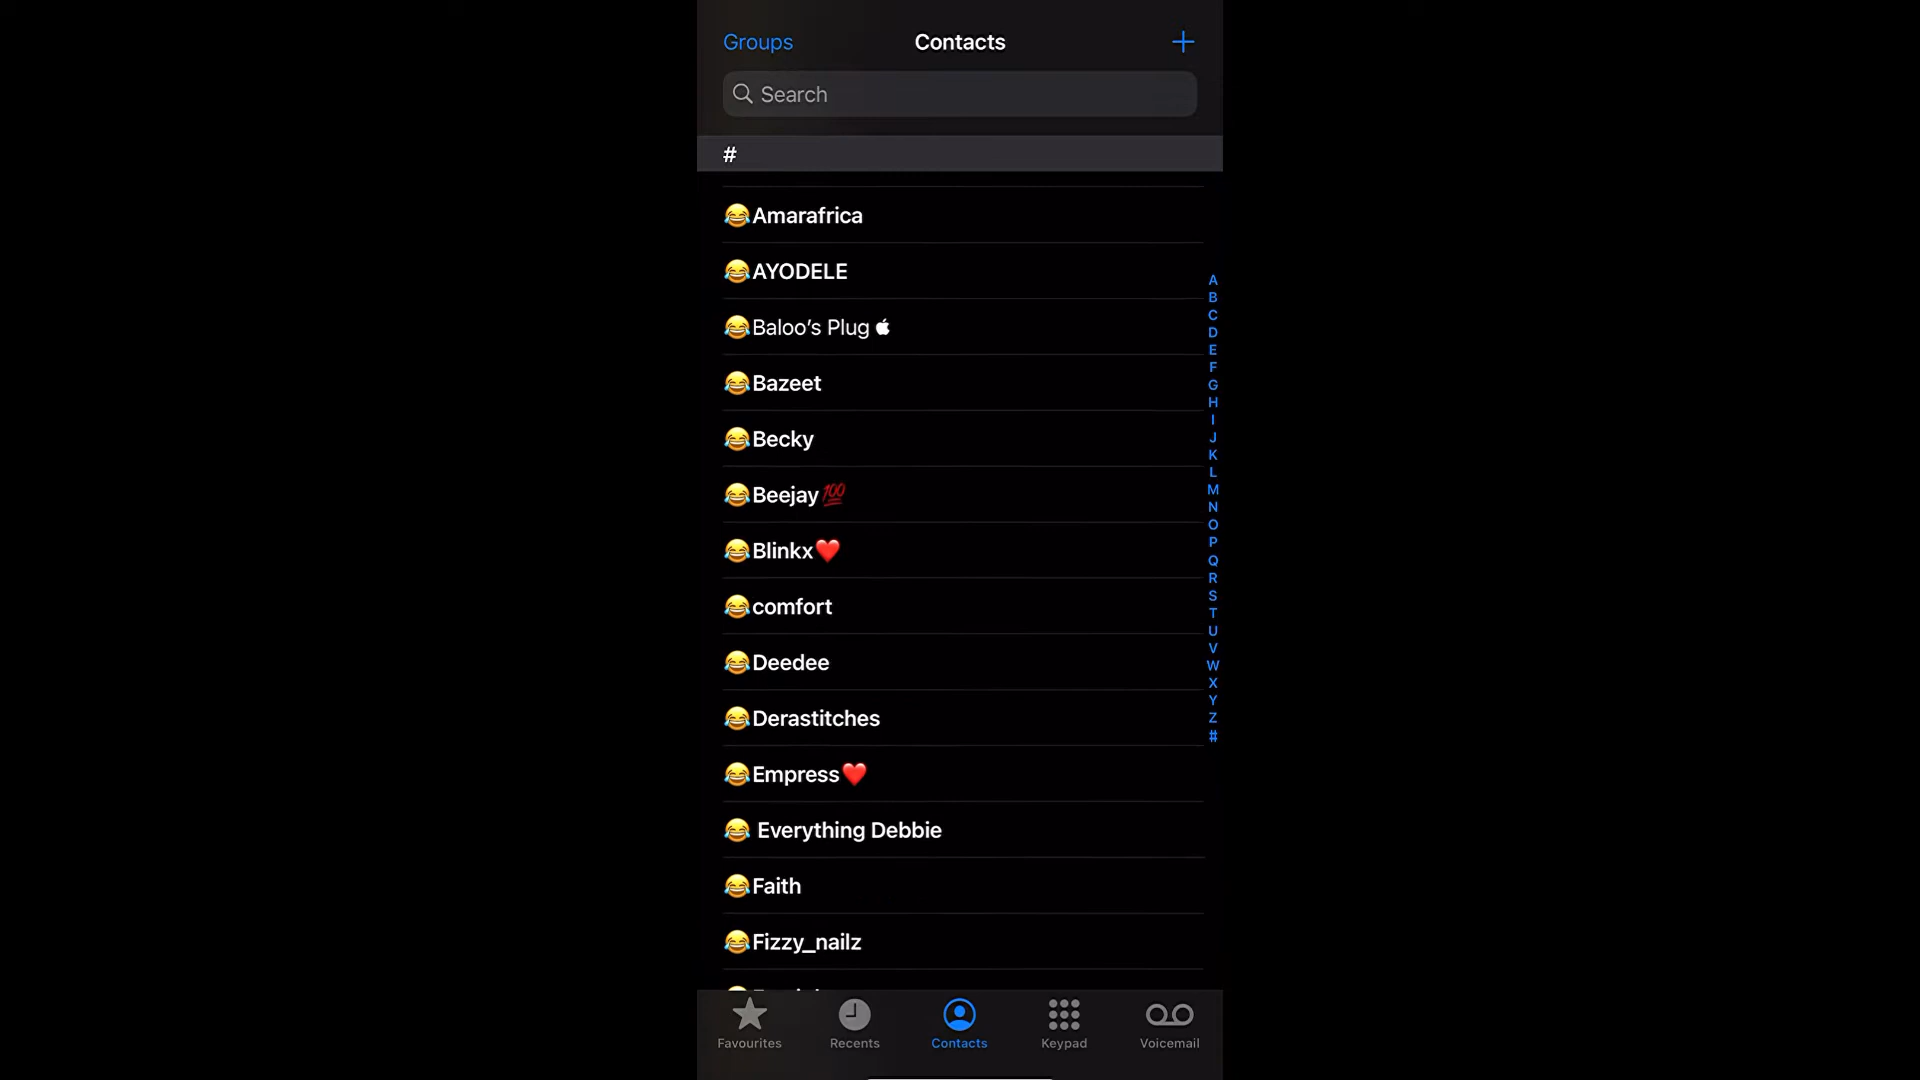 Groups
Contacts
+
Search
#
😂Amarafrica
😂AYODELE
😂Baloo’s Plug 
😂Bazeet
😂Becky
😂Beejay💯
😂Blinkx❤️
😂comfort
😂Deedee
😂Derastitches
😂Empress❤️
😂 Everything Debbie
😂Faith
😂Fizzy_nailz
A
B
C
D
E
F
G
H
I
J
K
L
M
N
O
P
Q
R
S
T
U
V
W
X
Y
Z
#
Favourites
Recents
Contacts
Keypad
Voicemail